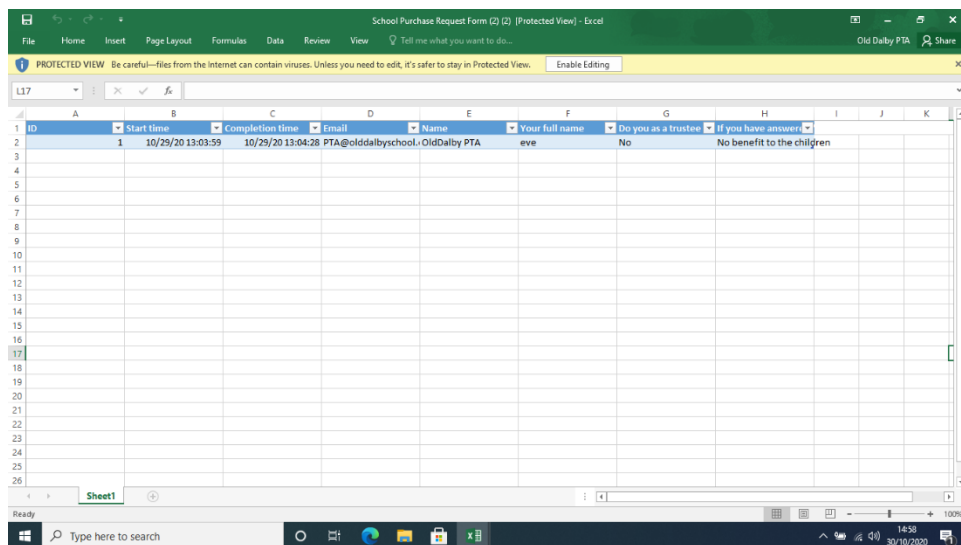 School Purchase Request Form (2) (2) [Protected View] - Excel
File Home Insert Page Layout Formulas Data Review View Tell me what you want to do... Old Dalby PTA Share
PROTECTED VIEW Be careful—files from the Internet can contain viruses. Unless you need to edit, it's safer to stay in Protected View. Enable Editing
L17 fx
A B C D E F G H I J K
1 ID Start time Completion time Email Name Your full name Do you as a trustee If you have answer
2 1 10/29/20 13:03:59 10/29/20 13:04:28 PTA@olddalbyschool. OldDalby PTA eve No No benefit to the children
3
4
5
6
7
8
9
10
11
12
13
14
15
16
17
18
19
20
21
22
23
24
25
26
Sheet1
Ready 100%
Type here to search 14:58
30/10/2020